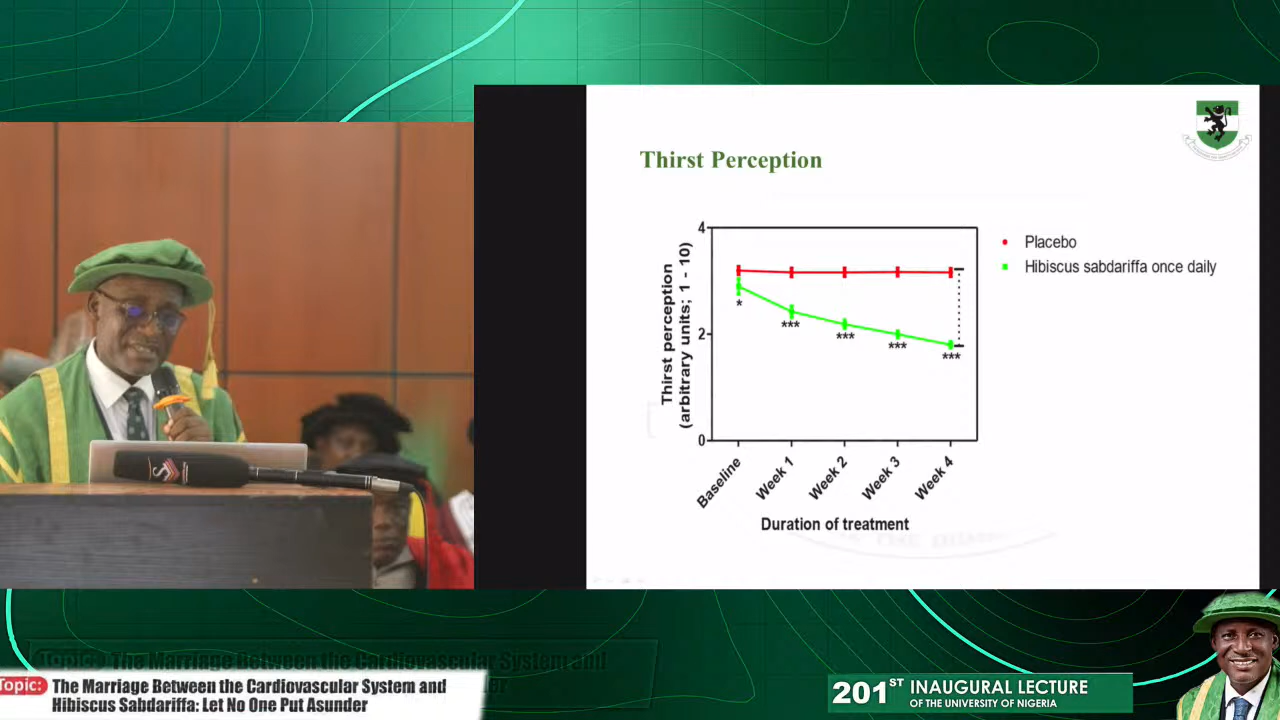 Thirst Perception
4
2
0
Thirst perception
(arbitrary units; 1 - 10)
*
***
***
***
***
Baseline
Week 1
Week 2
Week 3
Week 4
Duration of treatment
Placebo
Hibiscus sabdariffa once daily
Topic:
The Marriage Between the Cardiovascular System and
Hibiscus Sabdariffa: Let No One Put Asunder
201ST INAUGURAL LECTURE
OF THE UNIVERSITY OF NIGERIA